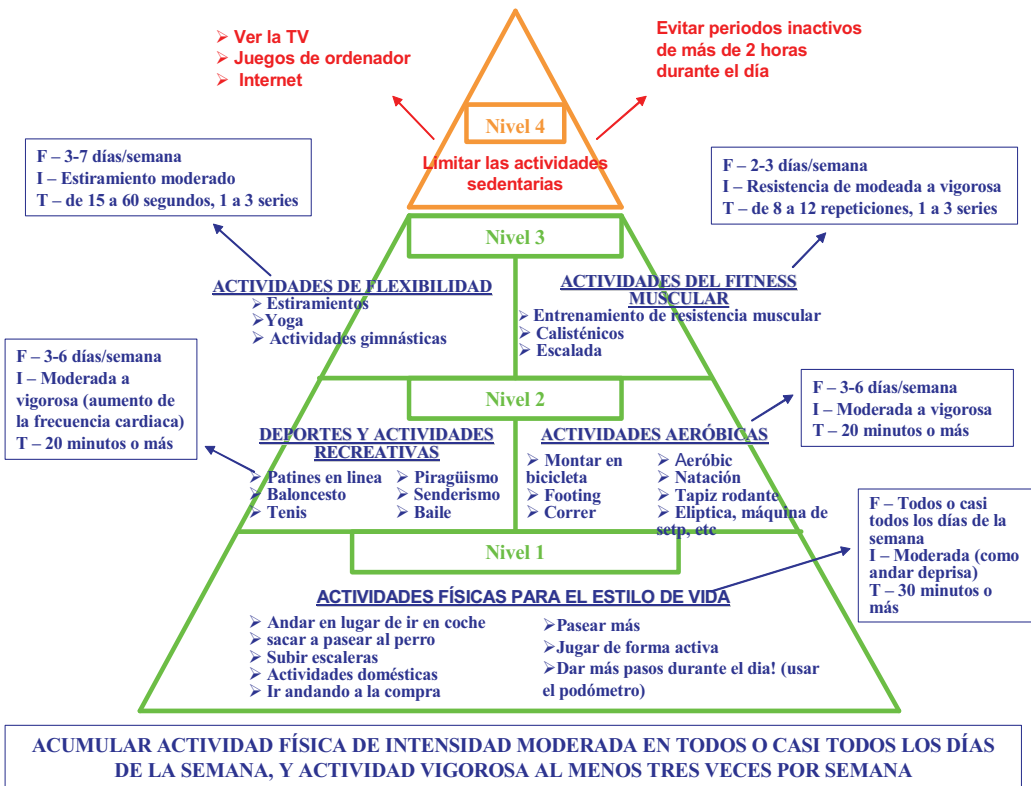 ➢ Ver la TV
➢ Juegos de ordenador
➢ Internet
Evitar periodos inactivos
de más de 2 horas
durante el día
Nivel 4
Limitar las actividades
sedentarias
F – 3-7 días/semana
I – Estiramiento moderado
T – de 15 a 60 segundos, 1 a 3 series
F – 2-3 días/semana
I – Resistencia de modeada a vigorosa
T – de 8 a 12 repeticiones, 1 a 3 series
Nivel 3
ACTIVIDADES DE FLEXIBILIDAD
➢ Estiramientos
➢ Yoga
➢ Actividades gimnásticas
ACTIVIDADES DEL FITNESS
MUSCULAR
➢ Entrenamiento de resistencia muscular
➢ Calisténicos
➢ Escalada
F – 3-6 días/semana
I – Moderada a
vigorosa (aumento de
la frecuencia cardiaca)
T – 20 minutos o más
F – 3-6 días/semana
I – Moderada a vigorosa
T – 20 minutos o más
Nivel 2
DEPORTES Y ACTIVIDADES
RECREATIVAS
➢ Patines en linea
➢ Baloncesto
➢ Tenis
➢ Piragüismo
➢ Senderismo
➢ Baile
ACTIVIDADES AERÓBICAS
➢ Montar en
bicicleta
➢ Footing
➢ Correr
➢ Aeróbic
➢ Natación
➢ Tapiz rodante
➢ Eliptica, máquina de
setp, etc
F – Todos o casi
todos los días de la
semana
I – Moderada (como
andar deprisa)
T – 30 minutos o
más
Nivel 1
ACTIVIDADES FÍSICAS PARA EL ESTILO DE VIDA
➢ Andar en lugar de ir en coche
➢ sacar a pasear al perro
➢ Subir escaleras
➢ Actividades domésticas
➢ Ir andando a la compra
➢ Pasear más
➢ Jugar de forma activa
➢ Dar más pasos durante el dia! (usar
el podómetro)
ACUMULAR ACTIVIDAD FÍSICA DE INTENSIDAD MODERADA EN TODOS O CASI TODOS LOS DÍAS
DE LA SEMANA, Y ACTIVIDAD VIGOROSA AL MENOS TRES VECES POR SEMANA